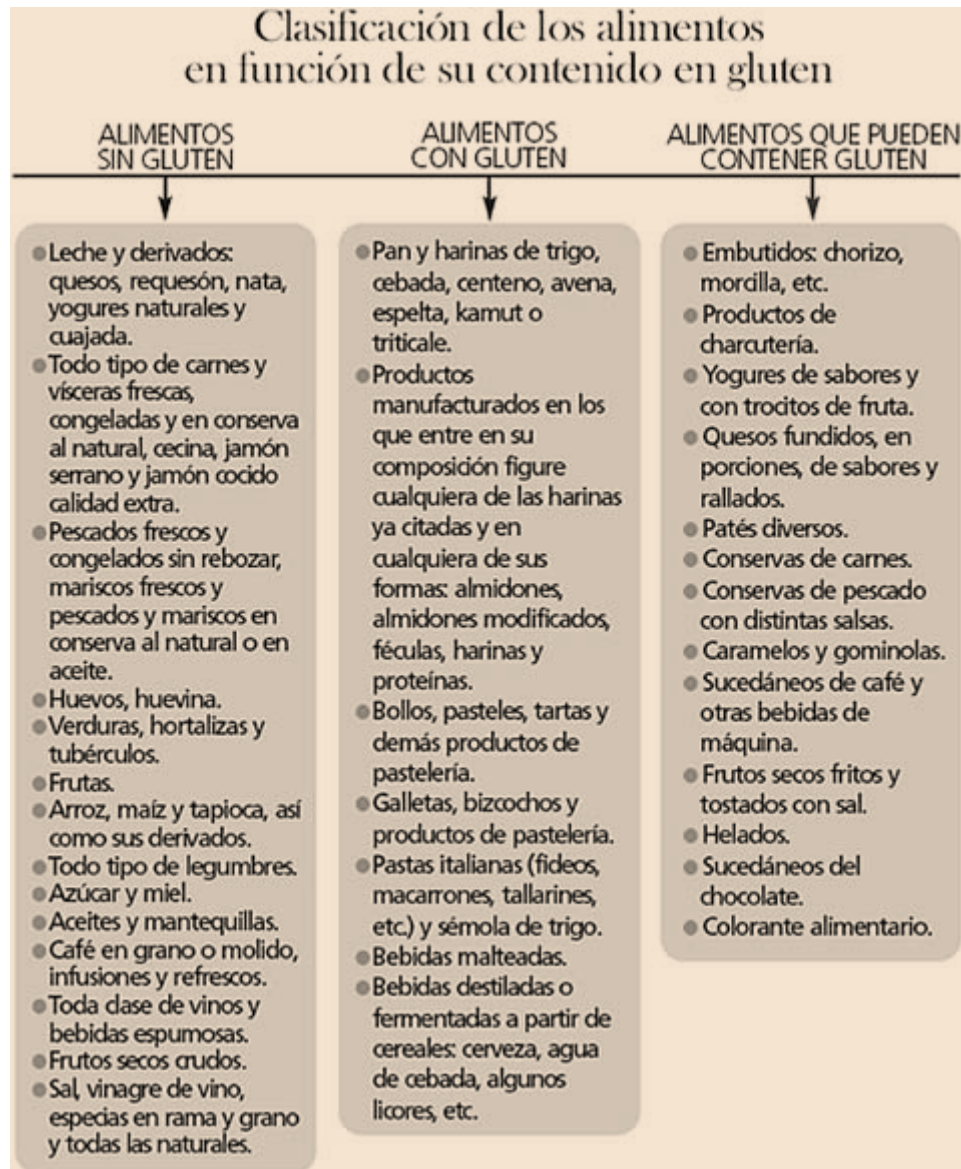 Clasificación de los alimentos
en función de su contenido en gluten
ALIMENTOS
SIN GLUTEN
● Leche y derivados:
quesos, requesón, nata,
yogures naturales y
cuajada.
● Todo tipo de carnes y
vísceras frescas,
congeladas y en conserva
al natural, cecina, jamón
serrano y jamón cocido
calidad extra.
● Pescados frescos y
congelados sin rebozar,
mariscos frescos y
pescados y mariscos en
conserva al natural o en
aceite.
● Huevos, huevina.
● Verduras, hortalizas y
tubérculos.
● Frutas.
● Arroz, maíz y tapioca, así
como sus derivados.
● Todo tipo de legumbres.
● Azúcar y miel.
● Aceites y mantequillas.
● Café en grano o molido,
infusiones y refrescos.
● Toda clase de vinos y
bebidas espumosas.
● Frutos secos crudos.
● Sal, vinagre de vino,
especias en rama y grano
y todas las naturales.
ALIMENTOS
CON GLUTEN
● Pan y harinas de trigo,
cebada, centeno, avena,
espelta, kamut o
triticale.
● Productos
manufacturados en los
que entre en su
composición figure
cualquiera de las harinas
ya citadas y en
cualquiera de sus
formas: almidones,
almidones modificados,
féculas, harinas y
proteínas.
● Bollos, pasteles, tartas y
demás productos de
pastelería.
● Galletas, bizcochos y
productos de pastelería.
● Pastas italianas (fideos,
macarrones, tallarines,
etc.) y sémola de trigo.
● Bebidas malteadas.
● Bebidas destiladas o
fermentadas a partir de
cereales: cerveza, agua
de cebada, algunos
licores, etc.
ALIMENTOS QUE PUEDEN
CONTENER GLUTEN
● Embutidos: chorizo,
morcilla, etc.
● Productos de
charcutería.
● Yogures de sabores y
con trocitos de fruta.
● Quesos fundidos, en
porciones, de sabores y
rallados.
● Patés diversos.
● Conservas de carnes.
● Conservas de pescado
con distintas salsas.
● Caramelos y gominolas.
● Sucedáneos de café y
otras bebidas de
máquina.
● Frutos secos fritos y
tostados con sal.
● Helados.
● Sucedáneos del
chocolate.
● Colorante alimentario.